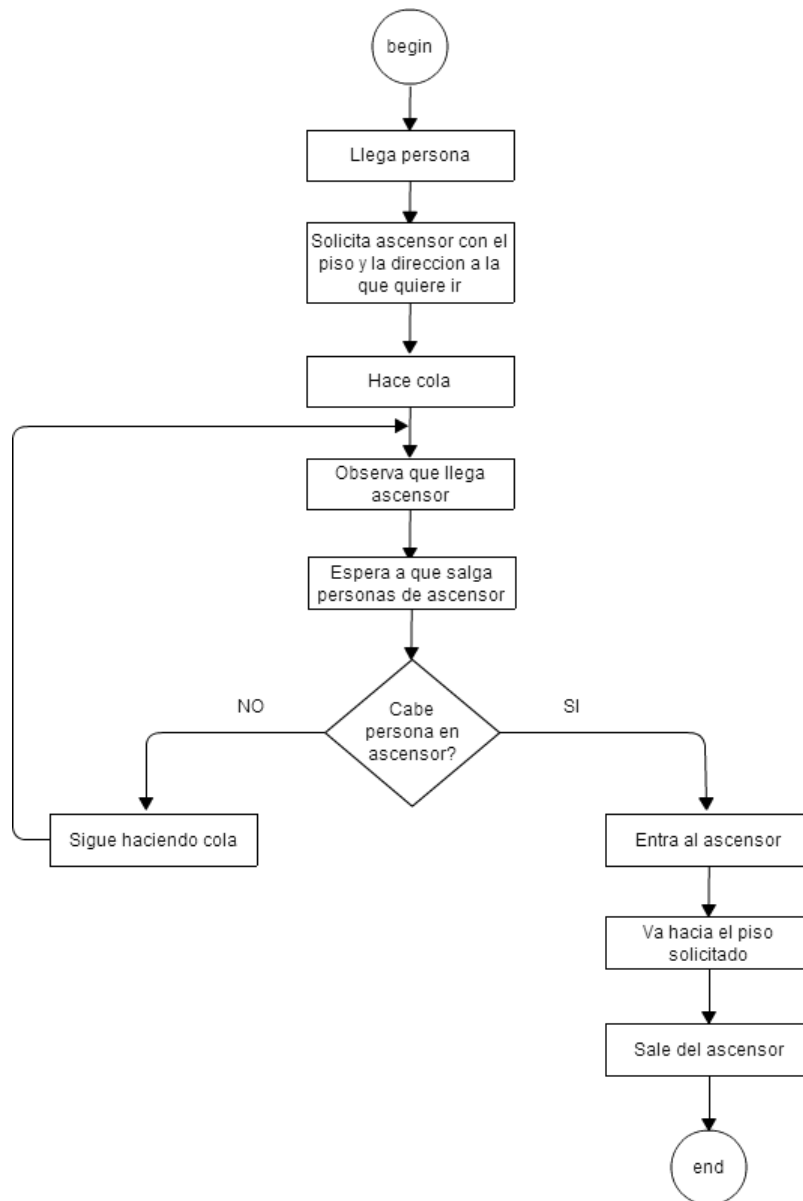 begin
Llega persona
Solicita ascensor con el
piso y la direccion a la
que quiere ir
Hace cola
Observa que llega
ascensor
Espera a que salga
personas de ascensor
Cabe
persona en
ascensor?
NO
SI
Sigue haciendo cola
Entra al ascensor
Va hacia el piso
solicitado
Sale del ascensor
end